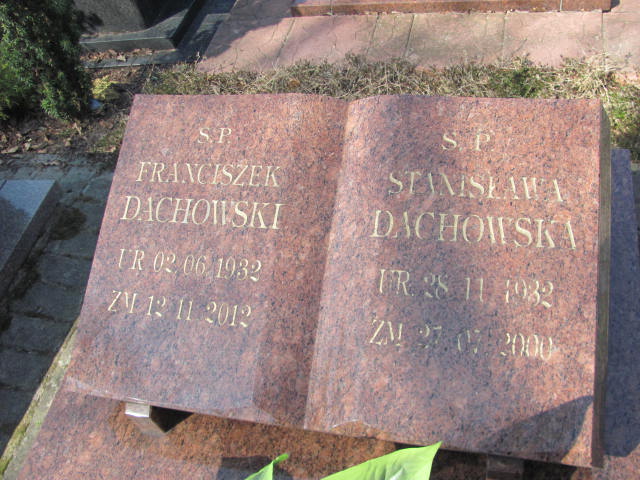 S.P.
FRANCISZEK
DACHOWSKI
UR 02.06.1932
ZM 12.11.2012
S.P.
STANISŁAWA
DACHOWSKA
UR. 28.11.1932
ZM. 27.07.2000